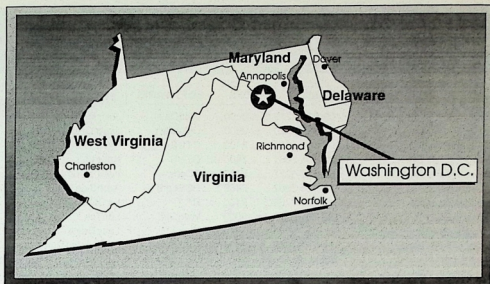 Maryland
Dover
Annapolis
Delaware
West Virginia
Charleston
Richmond
Washington D.C.
Virginia
Norfolk